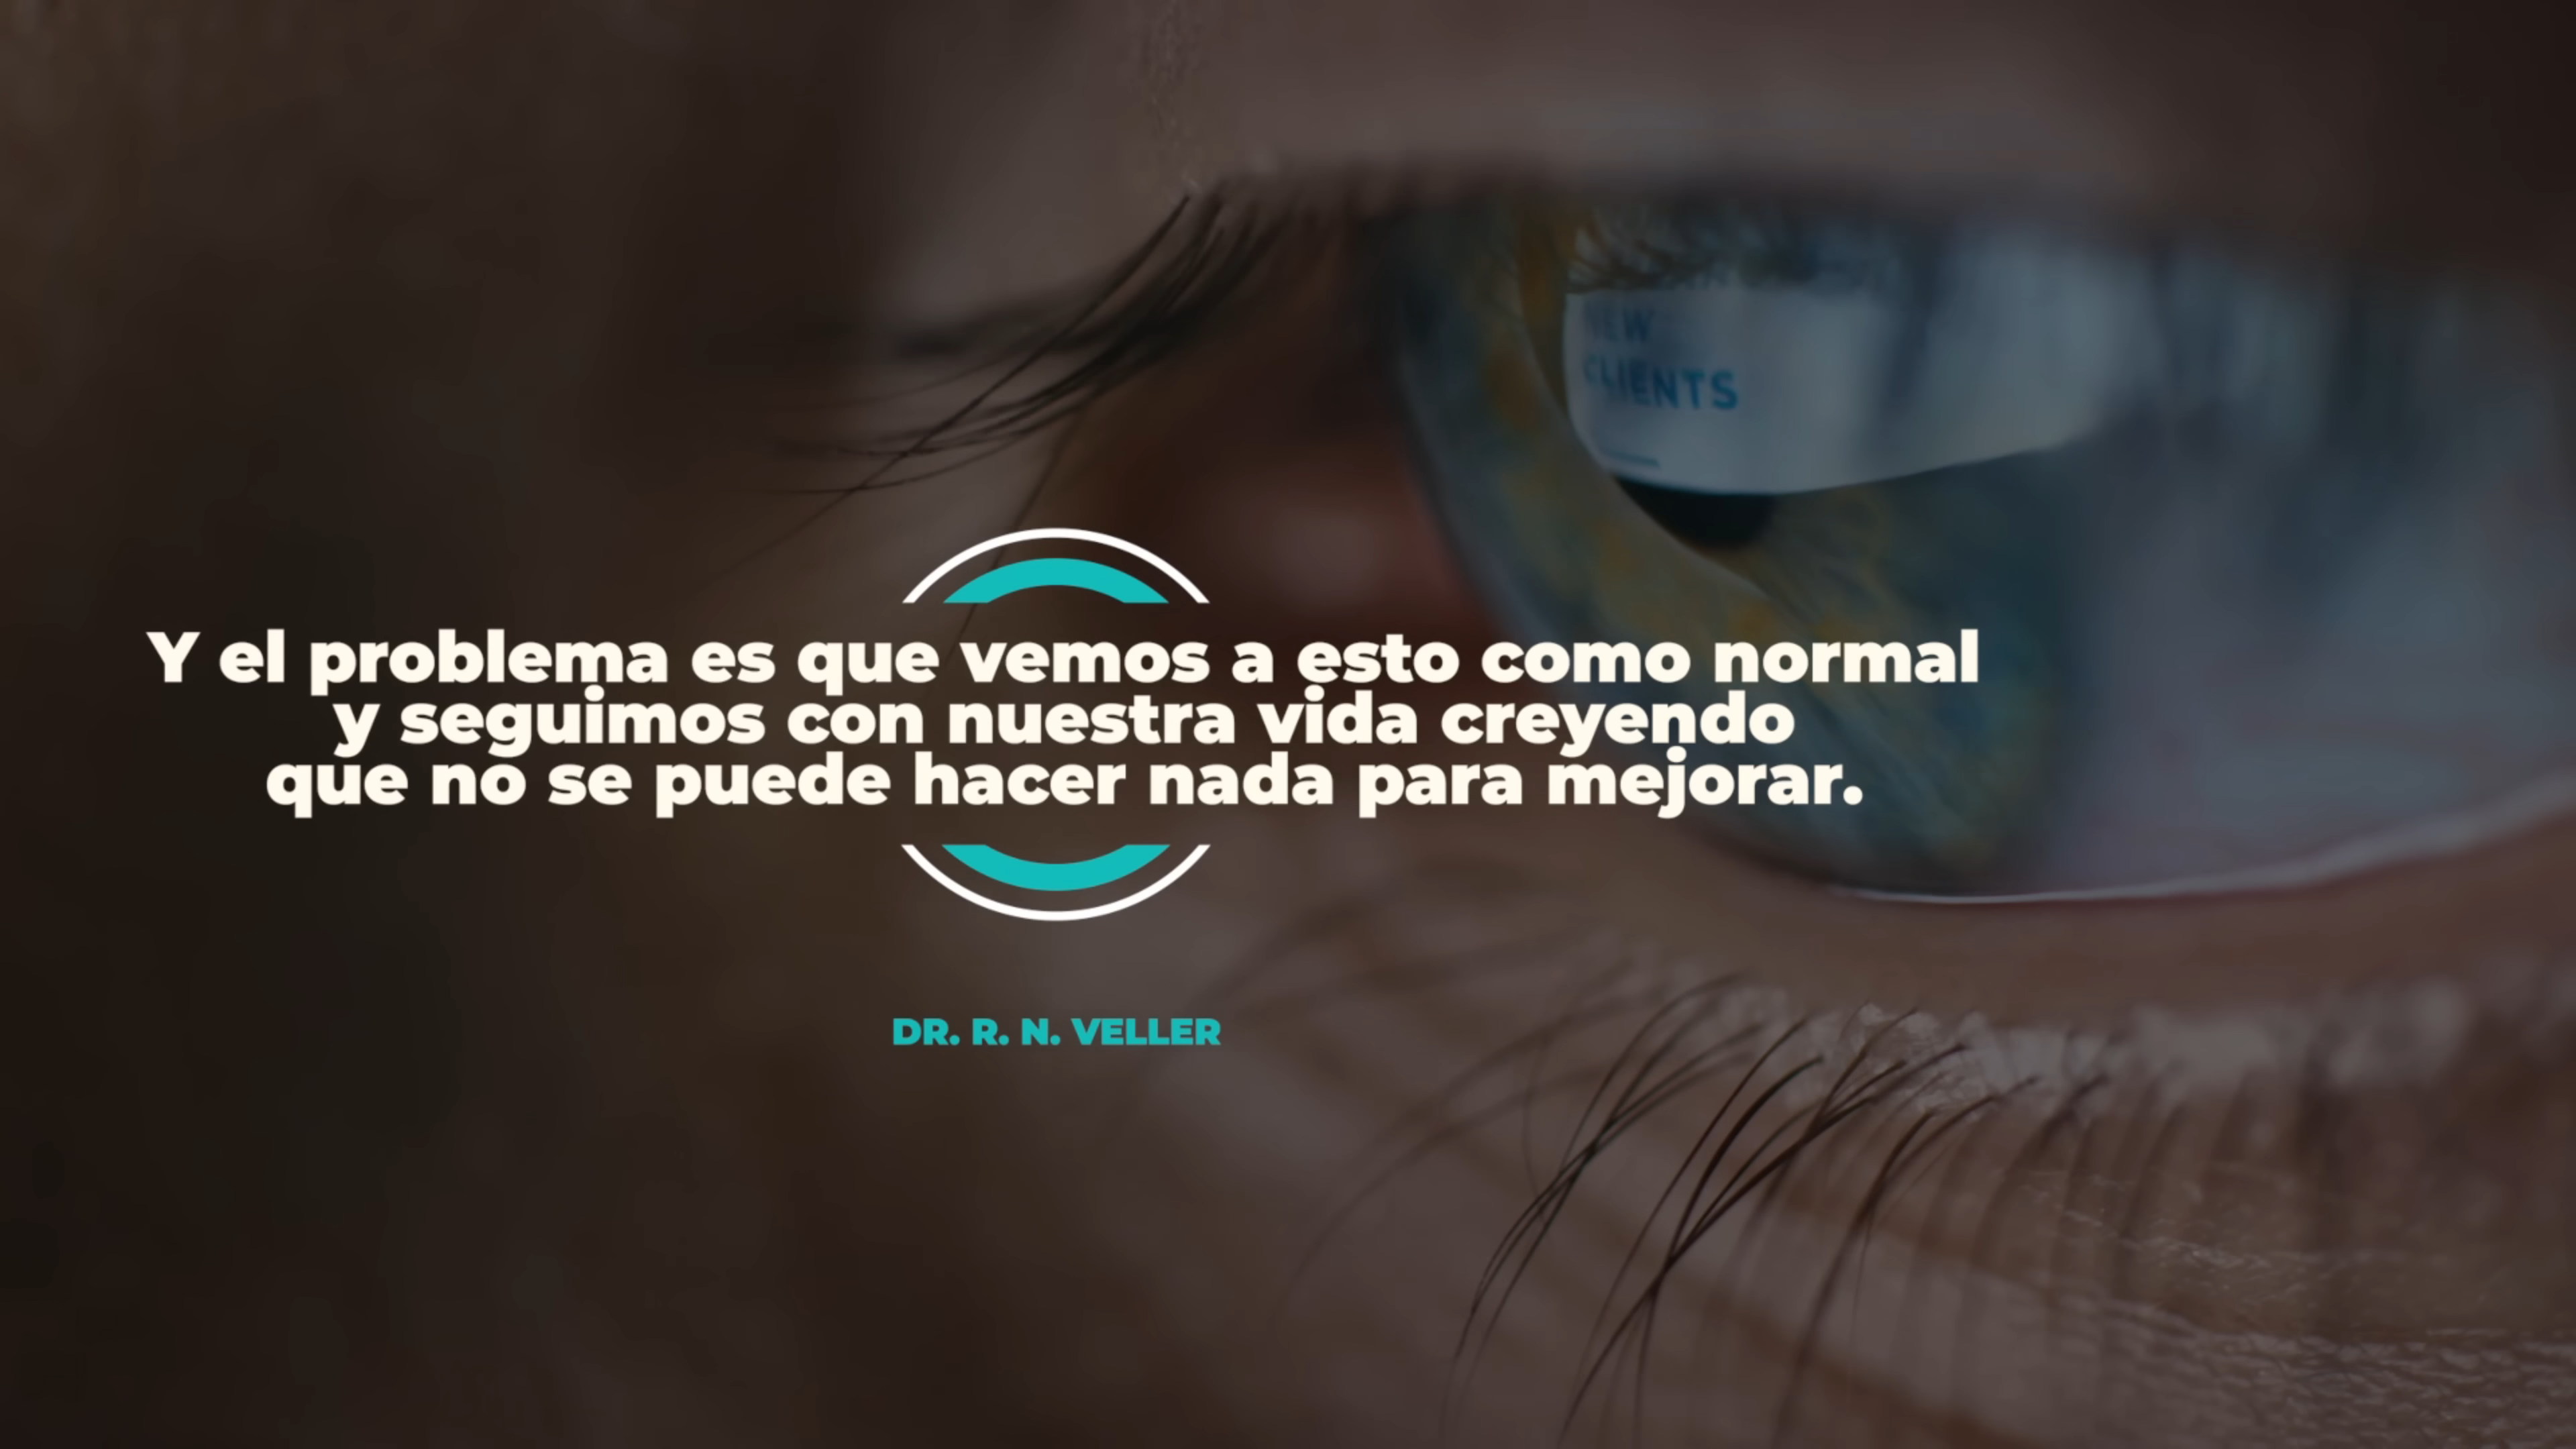 CLIENTS
Y el problema es que vemos a esto como normal
y seguimos con nuestra vida creyendo
que no se puede hacer nada para mejorar.
DR. R. N. VELLER